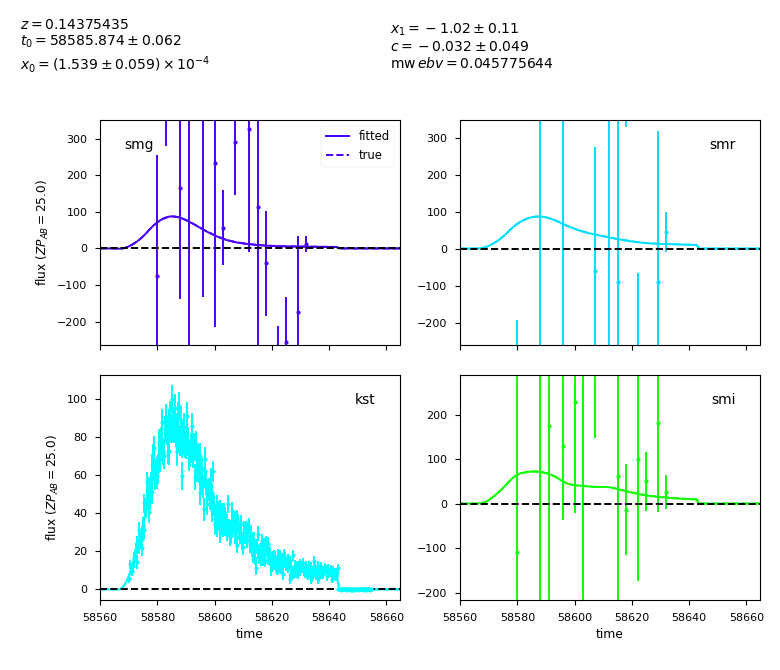 z = 0.14375435
t₀ = 58585.874 ± 0.062
x₀ = (1.539 ± 0.059) × 10⁻⁴
x₁ = −1.02 ± 0.11
c = −0.032 ± 0.049
mw ebv = 0.045775644
smg
fitted
true
300
200
100
0
−100
−200
flux (ZP_AB = 25.0)
smr
300
200
100
0
−100
−200
kst
100
80
60
40
20
0
flux (ZP_AB = 25.0)
58560 58580 58600 58620 58640 58660
time
smi
200
100
0
−100
−200
58560 58580 58600 58620 58640 58660
time